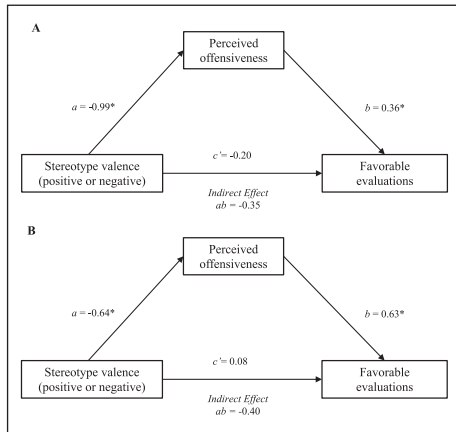 A
Perceived
offensiveness
a = -0.99*
b = 0.36*
c'= -0.20
Stereotype valence
(positive or negative)
Favorable
evaluations
Indirect Effect
ab = -0.35
B
Perceived
offensiveness
a = -0.64*
b = 0.63*
c'= 0.08
Stereotype valence
(positive or negative)
Favorable
evaluations
Indirect Effect
ab = -0.40